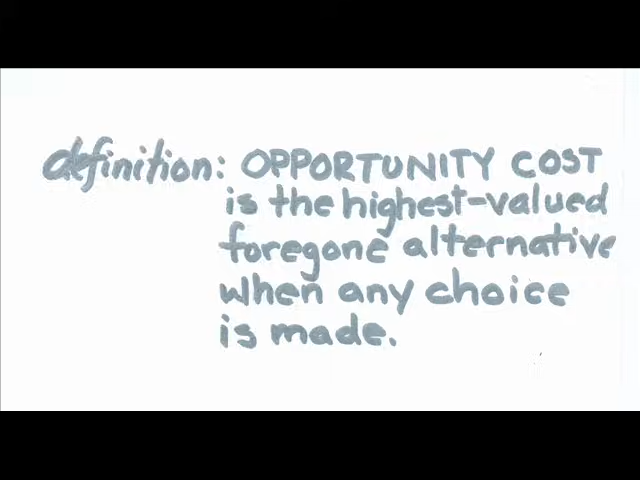 definition: OPPORTUNITY COST
is the highest-valued
foregone alternative
when any choice
is made.